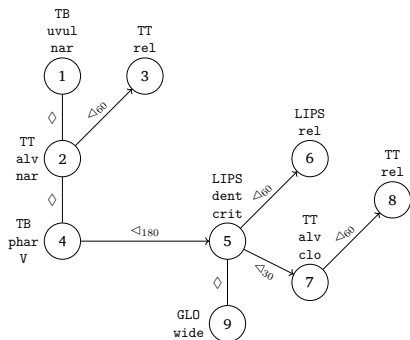 TB
uvul
nar
1
TT
rel
3
◊
◁60
TT
alv
nar
2
◊
TB
phar
V
4
◁180
LIPS
dent
crit
5
◁60
LIPS
rel
6
◁30
TT
alv
clo
7
◁60
TT
rel
8
◊
GLO
wide
9